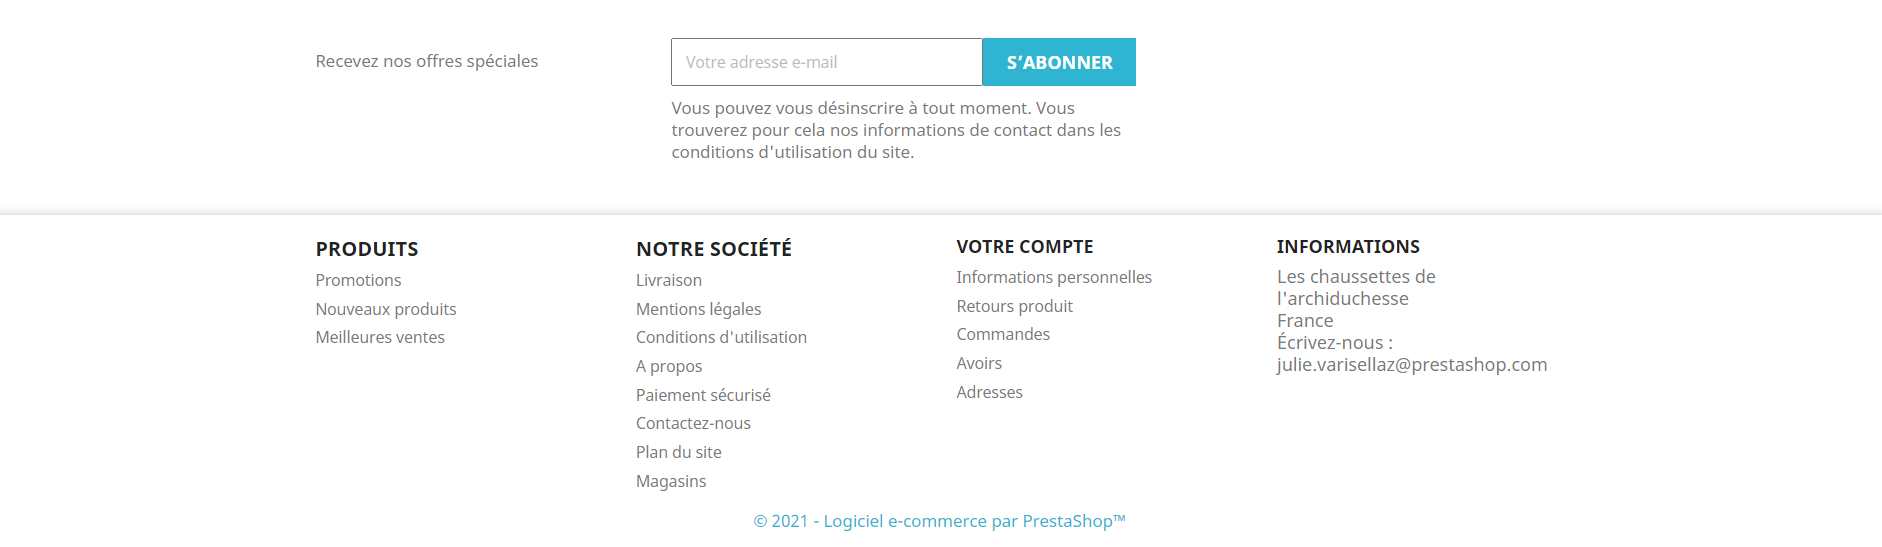 Recevez nos offres spéciales
Votre adresse e-mail
S’ABONNER
Vous pouvez vous désinscrire à tout moment. Vous
trouverez pour cela nos informations de contact dans les
conditions d'utilisation du site.
PRODUITS
Promotions
Nouveaux produits
Meilleures ventes
NOTRE SOCIÉTÉ
Livraison
Mentions légales
Conditions d'utilisation
A propos
Paiement sécurisé
Contactez-nous
Plan du site
Magasins
VOTRE COMPTE
Informations personnelles
Retours produit
Commandes
Avoirs
Adresses
INFORMATIONS
Les chaussettes de
l'archiduchesse
France
Écrivez-nous :
julie.varisellaz@prestashop.com
© 2021 - Logiciel e-commerce par PrestaShop™